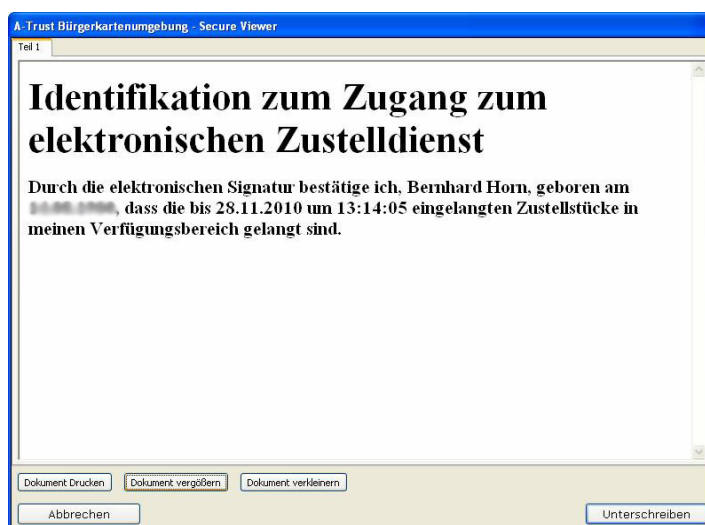 A-Trust Bürgerkartenumgebung - Secure Viewer
Teil 1
Identifikation zum Zugang zum
elektronischen Zustelldienst
Durch die elektronischen Signatur bestätige ich, Bernhard Horn, geboren am
, dass die bis 28.11.2010 um 13:14:05 eingelangten Zustellstücke in
meinen Verfügungsbereich gelangt sind.
Dokument Drucken Dokument vergößern Dokument verkleinern
Abbrechen Unterschreiben